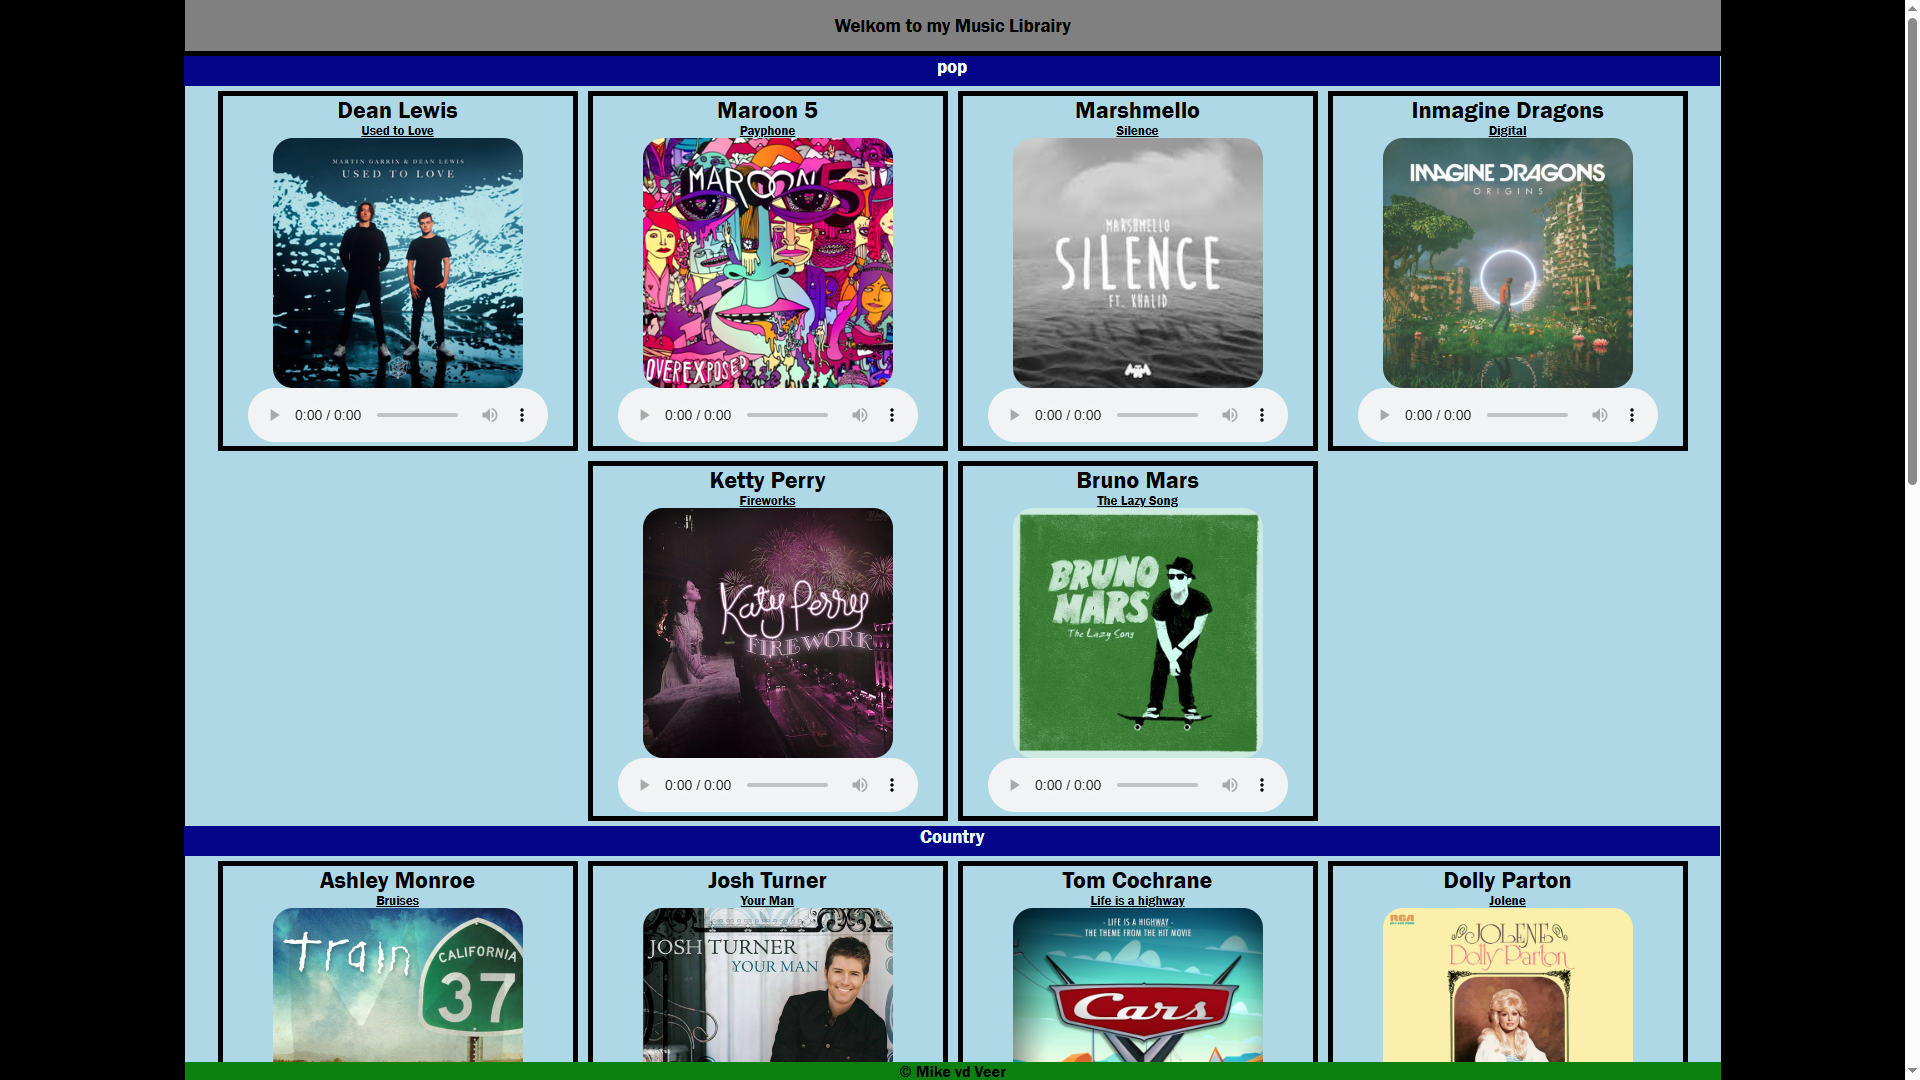 Welkom to my Music Librairy
pop
Dean Lewis
Used to Love
MARTIN GARRIX & DEAN LEWIS
USED TO LOVE
0:00 / 0:00
Maroon 5
Payphone
MAROON 5
OVEREXPOSED
0:00 / 0:00
Marshmello
Silence
MARSHMELLO
SILENCE
FT. KHALID
0:00 / 0:00
Inmagine Dragons
Digital
IMAGINE DRAGONS
ORIGINS
0:00 / 0:00
Ketty Perry
Fireworks
Katy Perry
FIREWORK
0:00 / 0:00
Bruno Mars
The Lazy Song
BRUNO
MARS
The Lazy Song
0:00 / 0:00
Country
Ashley Monroe
Bruises
train
CALIFORNIA
37
Josh Turner
Your Man
JOSH TURNER
YOUR MAN
Tom Cochrane
Life is a highway
- LIFE IS A HIGHWAY -
THE THEME FROM THE HIT MOVIE
Cars
Dolly Parton
Jolene
RCA
JOLENE
Dolly Parton
© Mike vd Veer